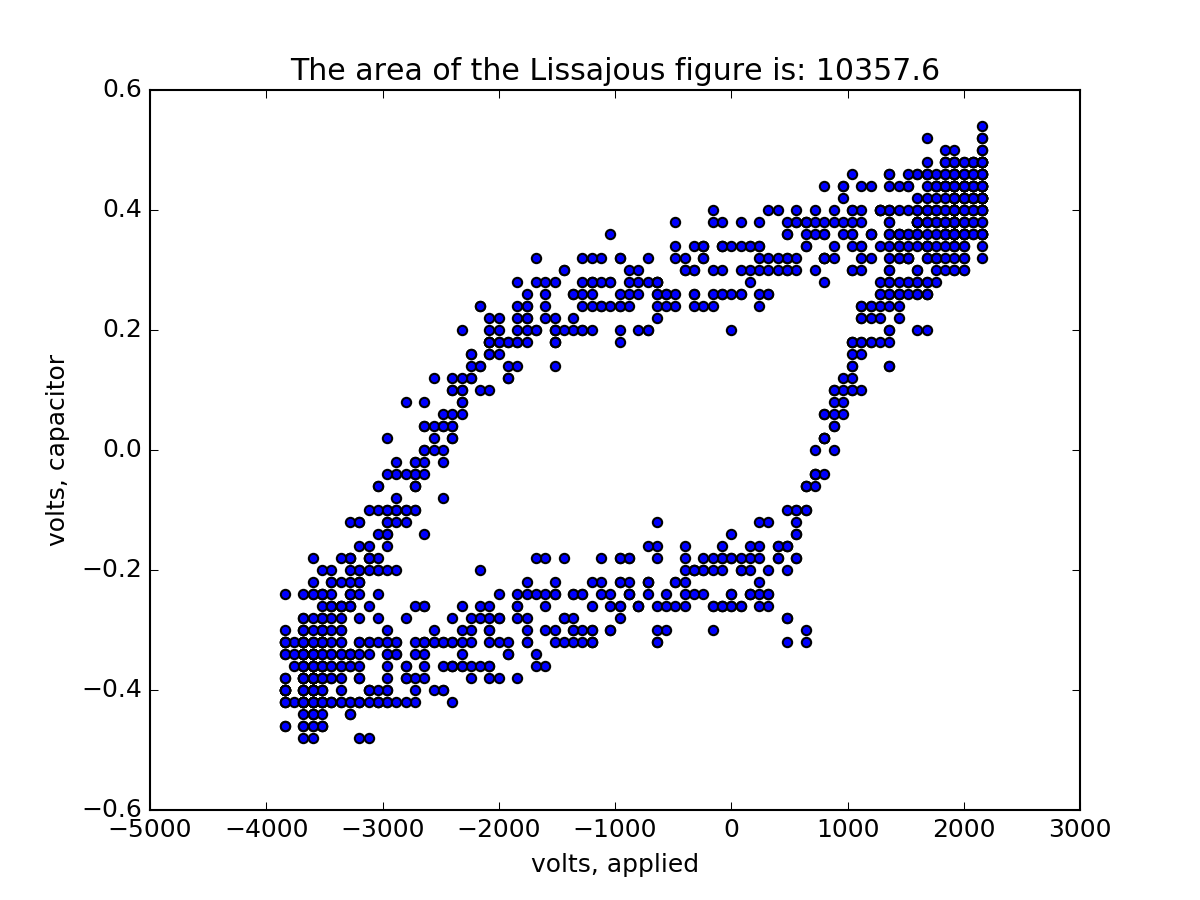 The area of the Lissajous figure is: 10357.6
0.6
0.4
0.2
0.0
−0.2
−0.4
−0.6
volts, capacitor
−5000 −4000 −3000 −2000 −1000 0 1000 2000 3000
volts, applied